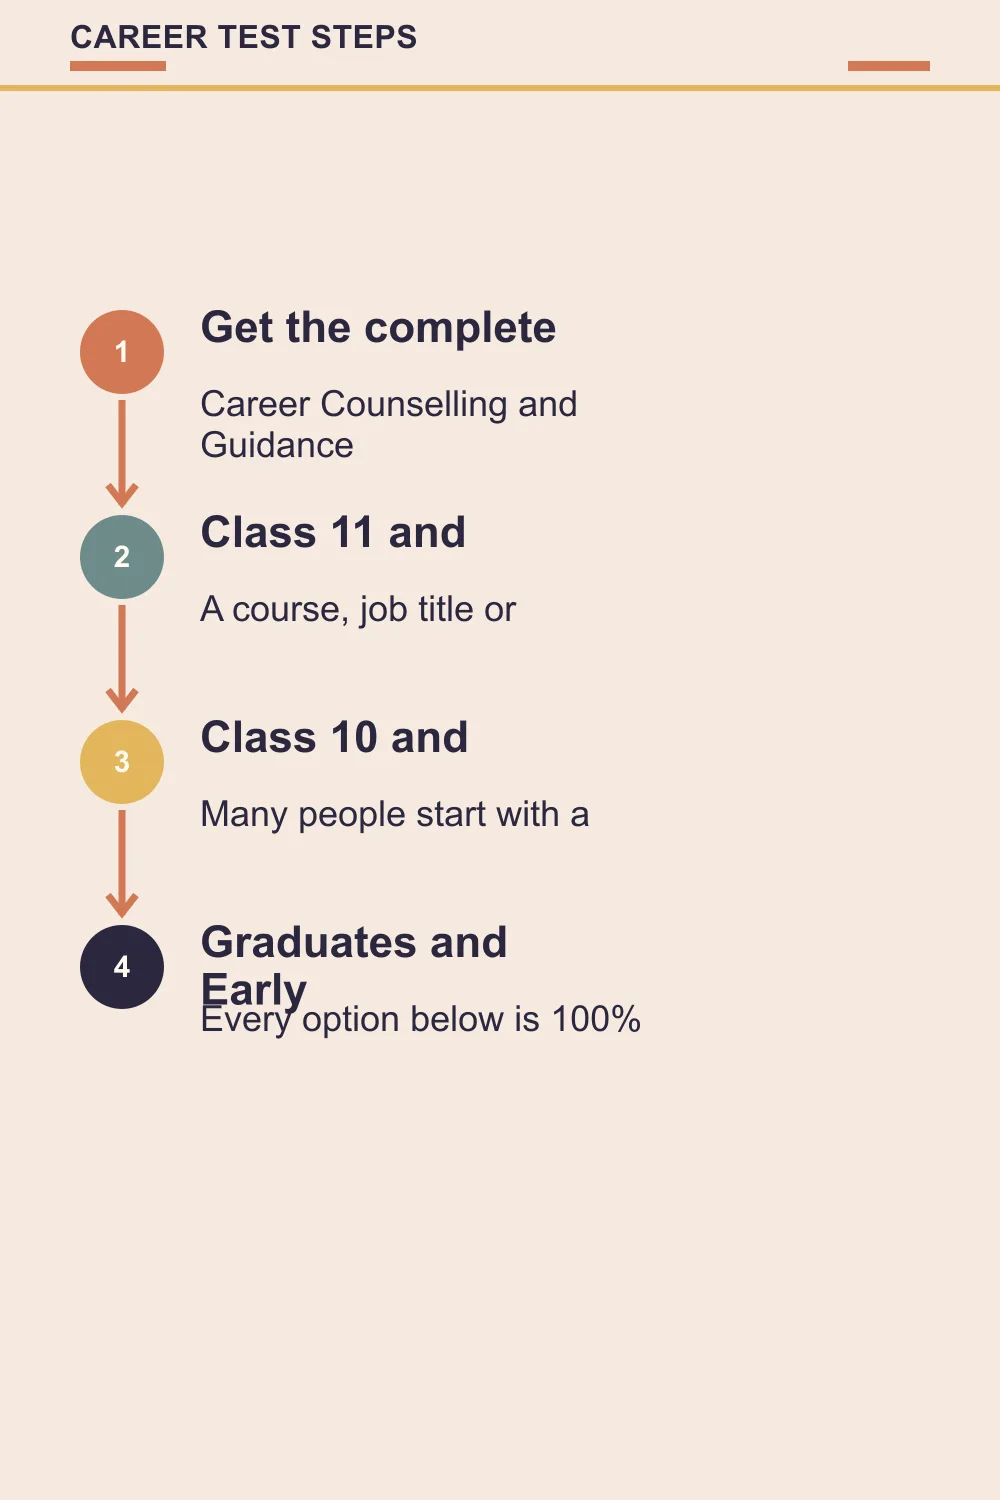 CAREER TEST STEPS
1
Get the complete
Career Counselling and
Guidance
2
Class 11 and
A course, job title or
3
Class 10 and
Many people start with a
4
Graduates and
Early
Every option below is 100%